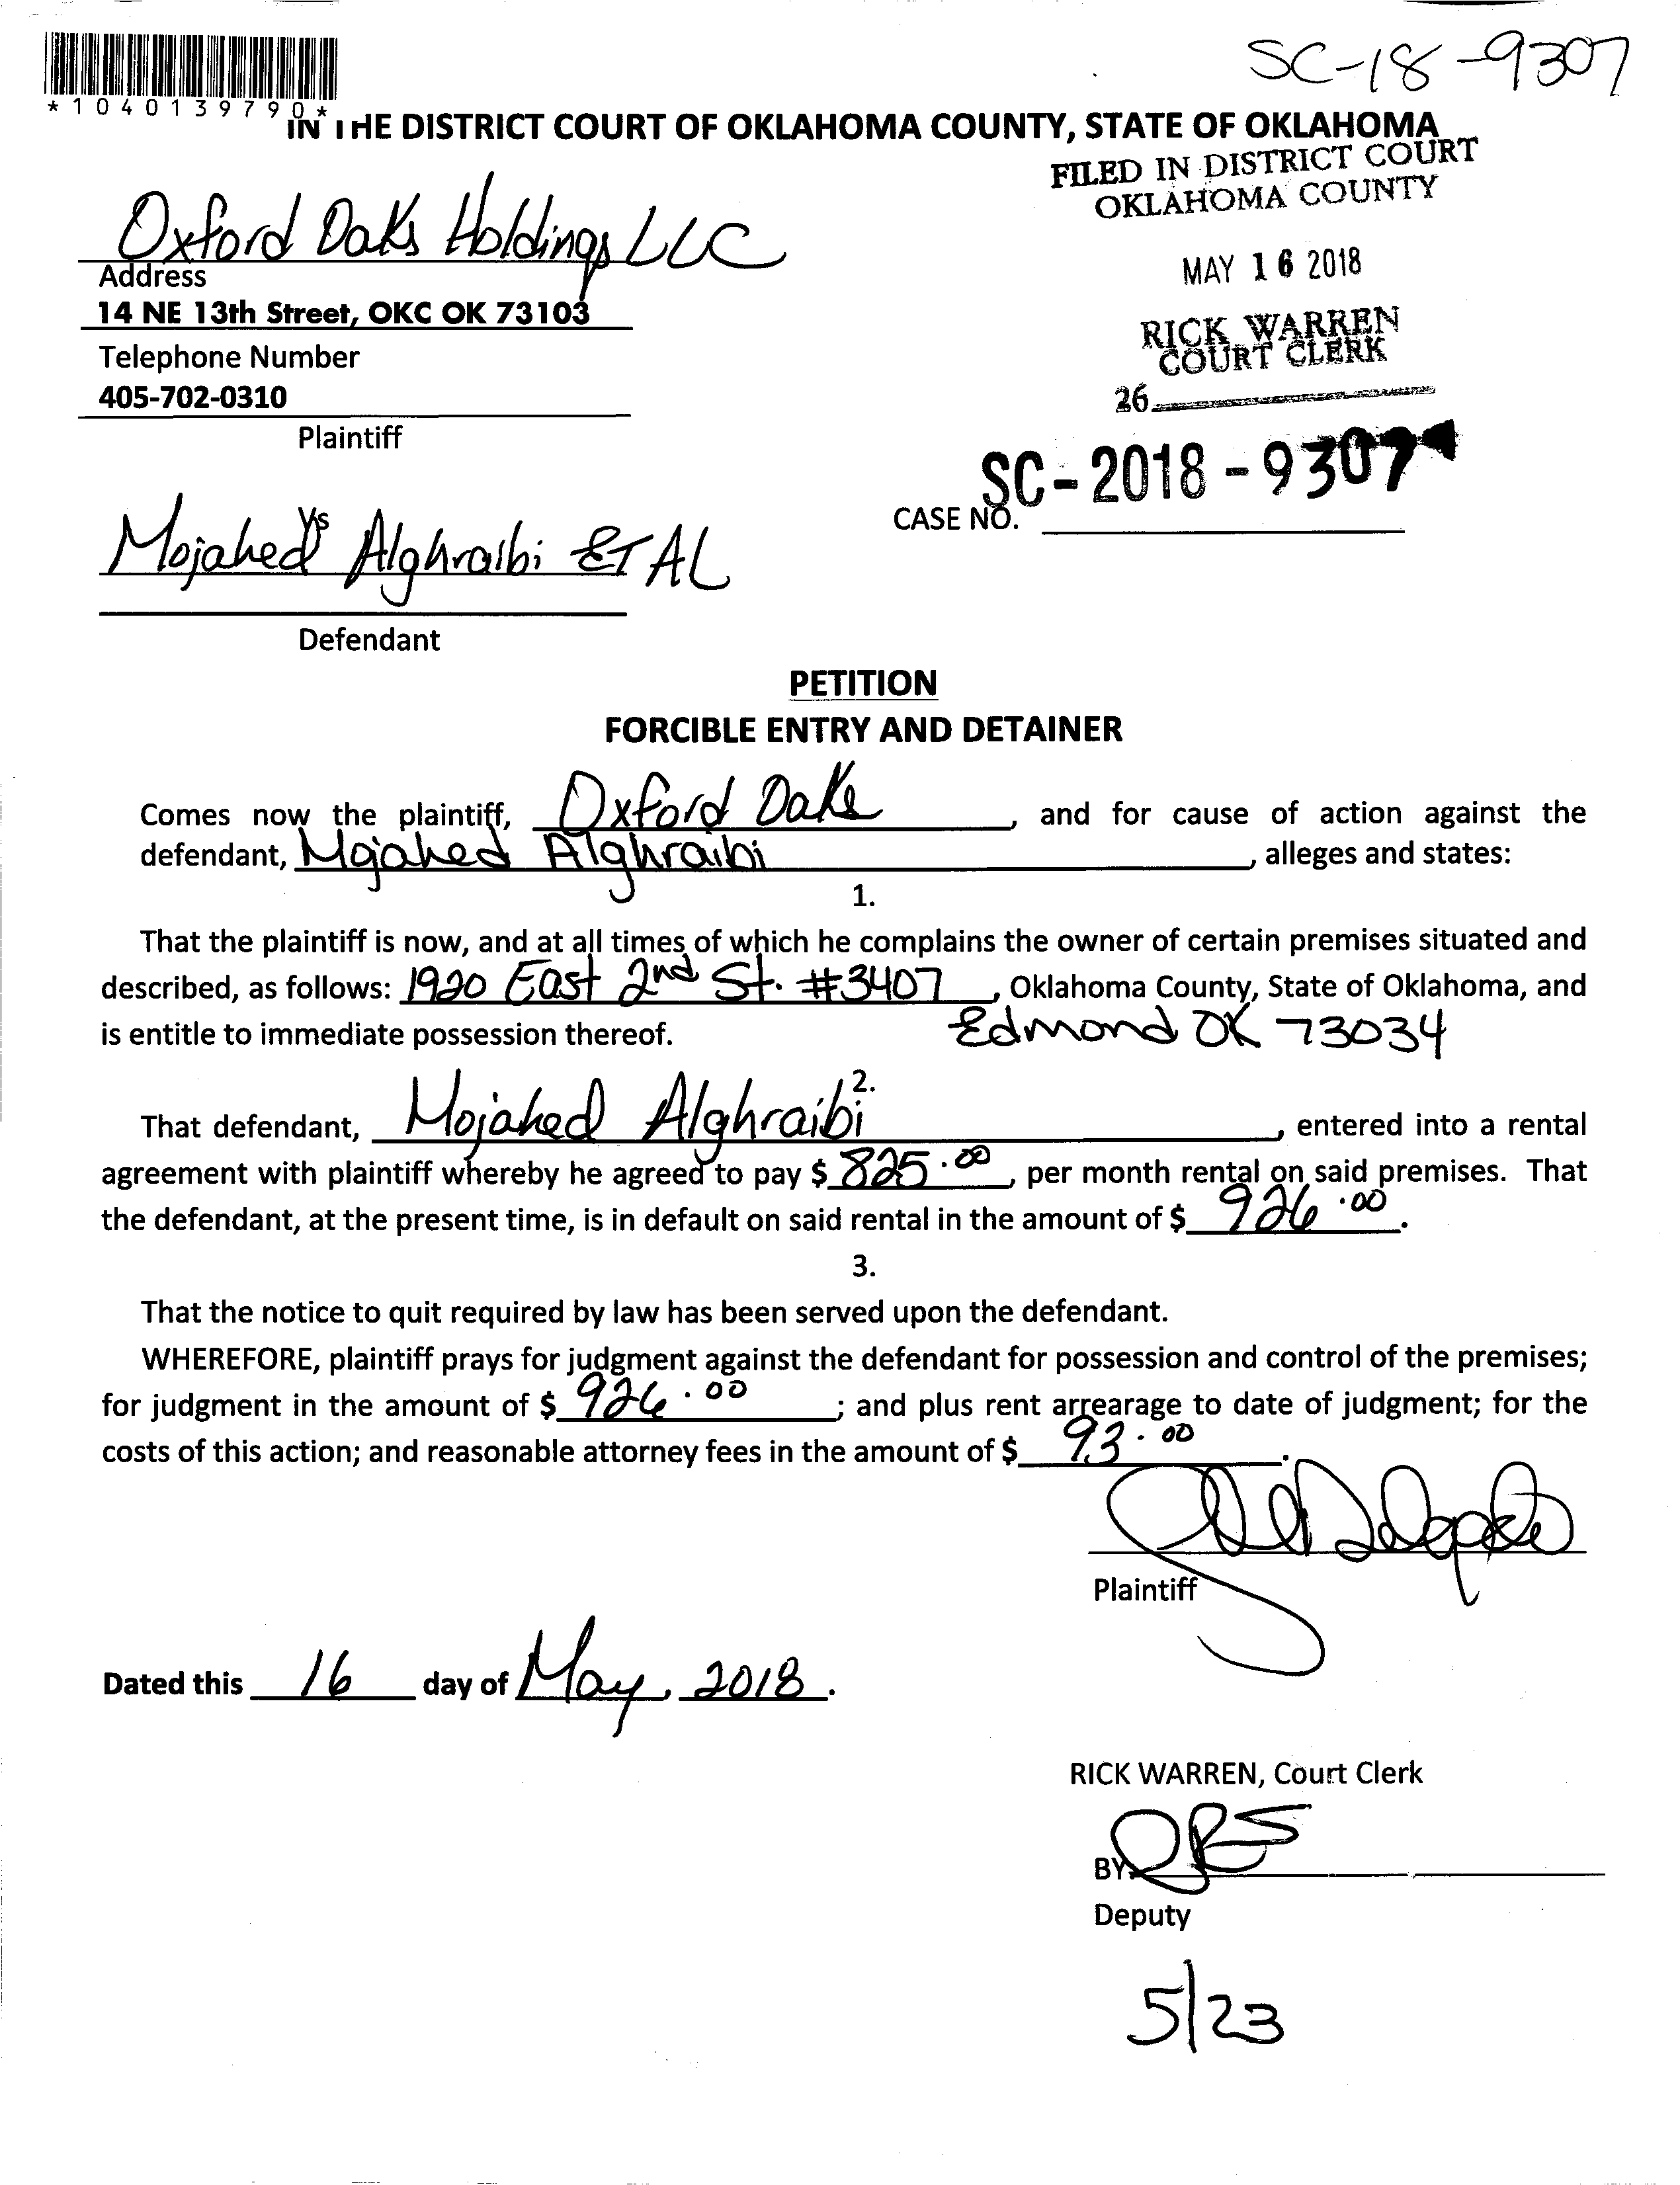 SC-18-9307
*1040139790*
IN THE DISTRICT COURT OF OKLAHOMA COUNTY, STATE OF OKLAHOMA
FILED IN DISTRICT COURT
OKLAHOMA COUNTY
MAY 16 2018
RICK WARREN
COURT CLERK
26
Oxford Oaks Holdings LLC
Address
14 NE 13th Street, OKC OK 73103
Telephone Number
405-702-0310
Plaintiff
SC-2018-9307
CASE NO.
Vs
Mojahed Alghraibi ET AL
Defendant
PETITION
FORCIBLE ENTRY AND DETAINER
Comes now the plaintiff, Oxford Oaks, and for cause of action against the
defendant, Mojahed Alghraibi, alleges and states:
1.
That the plaintiff is now, and at all times of which he complains the owner of certain premises situated and
described, as follows: 1920 East 2nd St. #3407, Oklahoma County, State of Oklahoma, and
is entitle to immediate possession thereof. Edmond OK 73034
2.
That defendant, Mojahed Alghraibi, entered into a rental
agreement with plaintiff whereby he agreed to pay $ 825.00, per month rental on said premises. That
the defendant, at the present time, is in default on said rental in the amount of $ 926.00.
3.
That the notice to quit required by law has been served upon the defendant.
WHEREFORE, plaintiff prays for judgment against the defendant for possession and control of the premises;
for judgment in the amount of $ 926.00; and plus rent arrearage to date of judgment; for the
costs of this action; and reasonable attorney fees in the amount of $ 93.00.
Plaintiff
Dated this 16 day of May, 2018.
RICK WARREN, Court Clerk
BY
Deputy
5/23